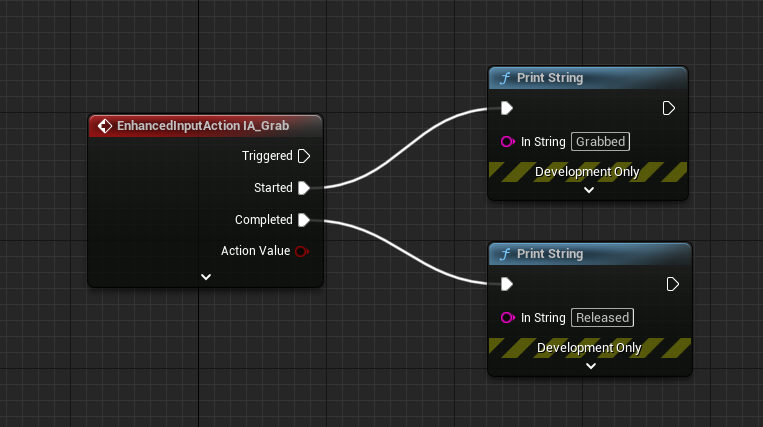 EnhancedInputAction IA_Grab
Triggered
Started
Completed
Action Value
Print String
In String Grabbed
Development Only
Print String
In String Released
Development Only